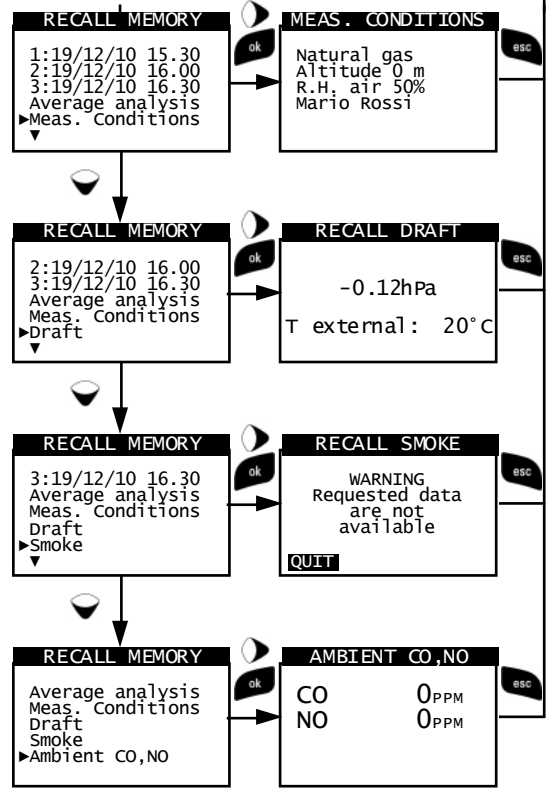 RECALL MEMORY
1:19/12/10 15.30
2:19/12/10 16.00
3:19/12/10 16.30
Average analysis
►Meas. Conditions
▼
ok
MEAS. CONDITIONS
Natural gas
Altitude 0 m
R.H. air 50%
Mario Rossi
esc
RECALL MEMORY
2:19/12/10 16.00
3:19/12/10 16.30
Average analysis
Meas. Conditions
►Draft
▼
ok
RECALL DRAFT
-0.12hPa
T external: 20°C
esc
RECALL MEMORY
3:19/12/10 16.30
Average analysis
Meas. Conditions
Draft
►Smoke
▼
ok
RECALL SMOKE
WARNING
Requested data
are not
available
QUIT
esc
RECALL MEMORY
Average analysis
Meas. Conditions
Draft
Smoke
►Ambient CO,NO
ok
AMBIENT CO,NO
CO 0PPM
NO 0PPM
esc